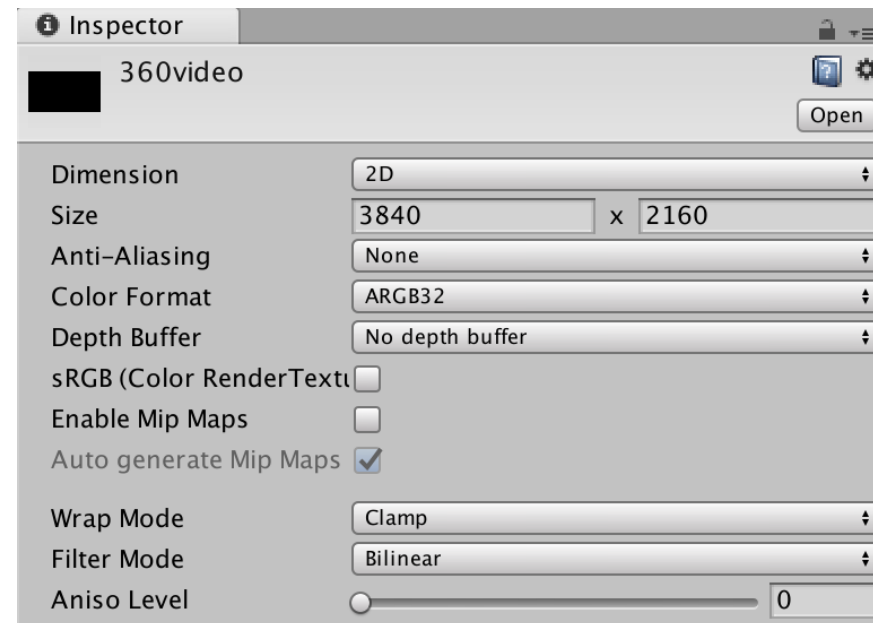 Inspector
360video
Open
Dimension 2D
Size 3840 x 2160
Anti-Aliasing None
Color Format ARGB32
Depth Buffer No depth buffer
sRGB (Color RenderTextu
Enable Mip Maps
Auto generate Mip Maps
Wrap Mode Clamp
Filter Mode Bilinear
Aniso Level 0